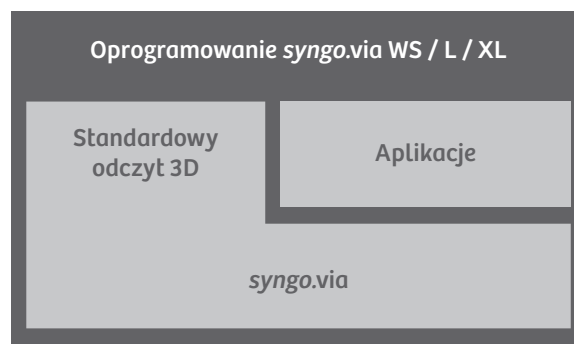 Oprogramowanie syngo.via WS / L / XL
Standardowy
odczyt 3D
Aplikacje
syngo.via